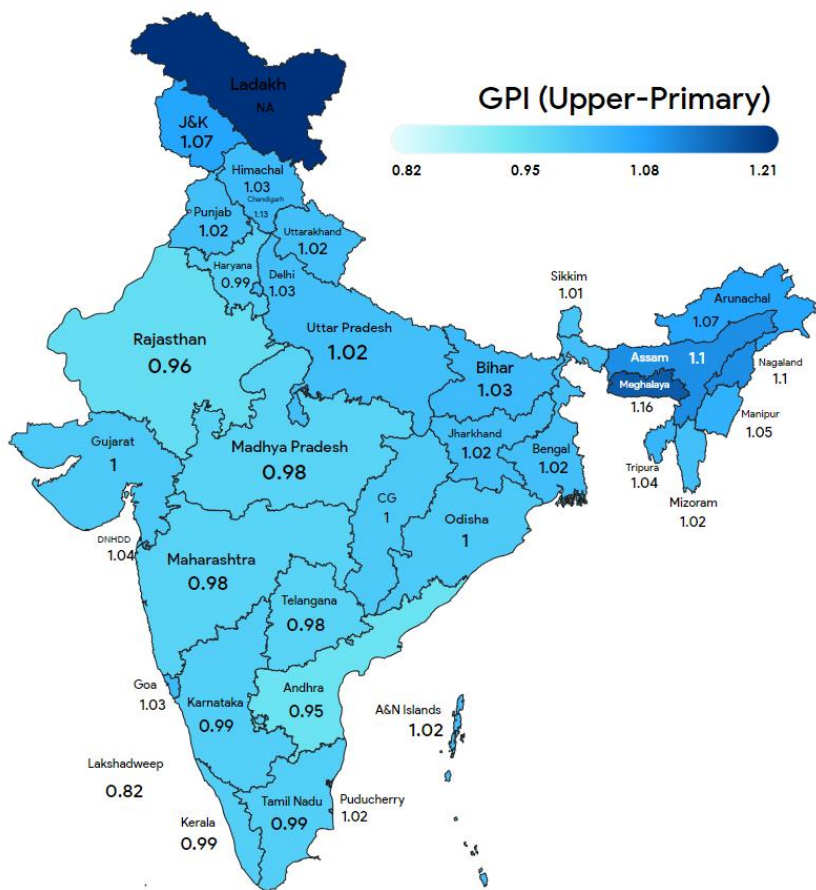 Ladakh
NA
GPI (Upper-Primary)
0.82 0.95 1.08 1.21
J&K
1.07
Himachal
1.03
Chandigarh
1.13
Punjab
1.02
Uttarakhand
1.02
Haryana
0.99
Delhi
1.03
Sikkim
1.01
Arunachal
1.07
Rajasthan
0.96
Uttar Pradesh
1.02
Bihar
1.03
Assam 1.1
Nagaland
1.1
Meghalaya
1.16
Manipur
1.05
Gujarat
1
Madhya Pradesh
0.98
Jharkhand
1.02
Bengal
1.02
Tripura
1.04
Mizoram
1.02
CG
1
Odisha
1
DNHDD
1.04
Maharashtra
0.98
Telangana
0.98
Goa
1.03
Karnataka
0.99
Andhra
0.95
A&N Islands
1.02
Lakshadweep
0.82
Kerala
0.99
Tamil Nadu
0.99
Puducherry
1.02